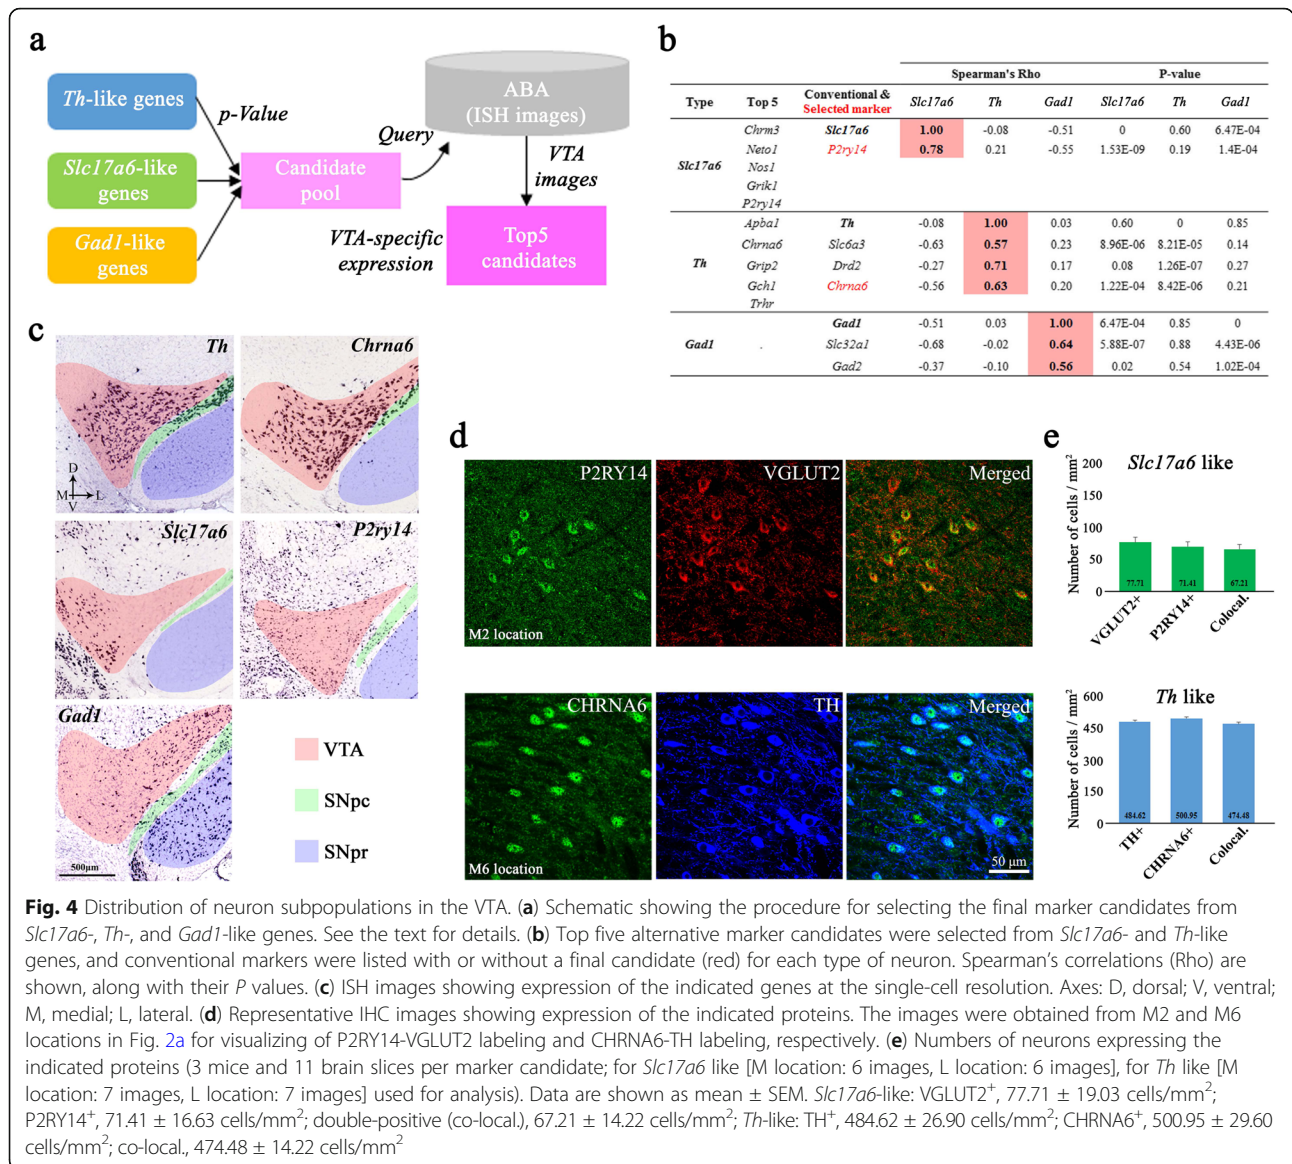 a
Th-like genes
p-Value
Slc17a6-like
genes
Gad1-like
genes
Candidate
pool
Query
ABA
(ISH images)
VTA
images
VTA-specific
expression
Top5
candidates
b
Spearman's Rho P-value
Type Top 5 Conventional &
Selected marker Slc17a6 Th Gad1 Slc17a6 Th Gad1
Slc17a6
Chrm3 Slc17a6 1.00 -0.08 -0.51 0 0.60 6.47E-04
Neto1 P2ry14 0.78 0.21 -0.55 1.53E-09 0.19 1.4E-04
Nos1
Grik1
P2ry14
Th
Apba1 Th -0.08 1.00 0.03 0.60 0 0.85
Chrna6 Slc6a3 -0.63 0.57 0.23 8.96E-06 8.21E-05 0.14
Grip2 Drd2 -0.27 0.71 0.17 0.08 1.26E-07 0.27
Gch1 Chrna6 -0.56 0.63 0.20 1.22E-04 8.42E-06 0.21
Trhr
Gad1 -0.51 0.03 1.00 6.47E-04 0.85 0
Gad1 . Slc32a1 -0.68 -0.02 0.64 5.88E-07 0.88 4.43E-06
Gad2 -0.37 -0.10 0.56 0.02 0.54 1.02E-04
c
Th
D
M L
V
Chrna6
Slc17a6
P2ry14
Gad1
500μm
VTA
SNpc
SNpr
d
P2RY14
M2 location
VGLUT2
Merged
CHRNA6
M6 location
TH
Merged
50 μm
e
Slc17a6 like
Number of cells / mm²
200
150
100
50
0
77.71 71.41 67.21
VGLUT2+ P2RY14+ Colocal.
Th like
Number of cells / mm²
600
450
300
150
0
484.62 500.95 474.48
TH+ CHRNA6+ Colocal.
Fig. 4 Distribution of neuron subpopulations in the VTA. (a) Schematic showing the procedure for selecting the final marker candidates from
Slc17a6-, Th-, and Gad1-like genes. See the text for details. (b) Top five alternative marker candidates were selected from Slc17a6- and Th-like
genes, and conventional markers were listed with or without a final candidate (red) for each type of neuron. Spearman's correlations (Rho) are
shown, along with their P values. (c) ISH images showing expression of the indicated genes at the single-cell resolution. Axes: D, dorsal; V, ventral;
M, medial; L, lateral. (d) Representative IHC images showing expression of the indicated proteins. The images were obtained from M2 and M6
locations in Fig. 2a for visualizing of P2RY14-VGLUT2 labeling and CHRNA6-TH labeling, respectively. (e) Numbers of neurons expressing the
indicated proteins (3 mice and 11 brain slices per marker candidate; for Slc17a6 like [M location: 6 images, L location: 6 images], for Th like [M
location: 7 images, L location: 7 images] used for analysis). Data are shown as mean ± SEM. Slc17a6-like: VGLUT2⁺, 77.71 ± 19.03 cells/mm²;
P2RY14⁺, 71.41 ± 16.63 cells/mm²; double-positive (co-local.), 67.21 ± 14.22 cells/mm²; Th-like: TH⁺, 484.62 ± 26.90 cells/mm²; CHRNA6⁺, 500.95 ± 29.60
cells/mm²; co-local., 474.48 ± 14.22 cells/mm²